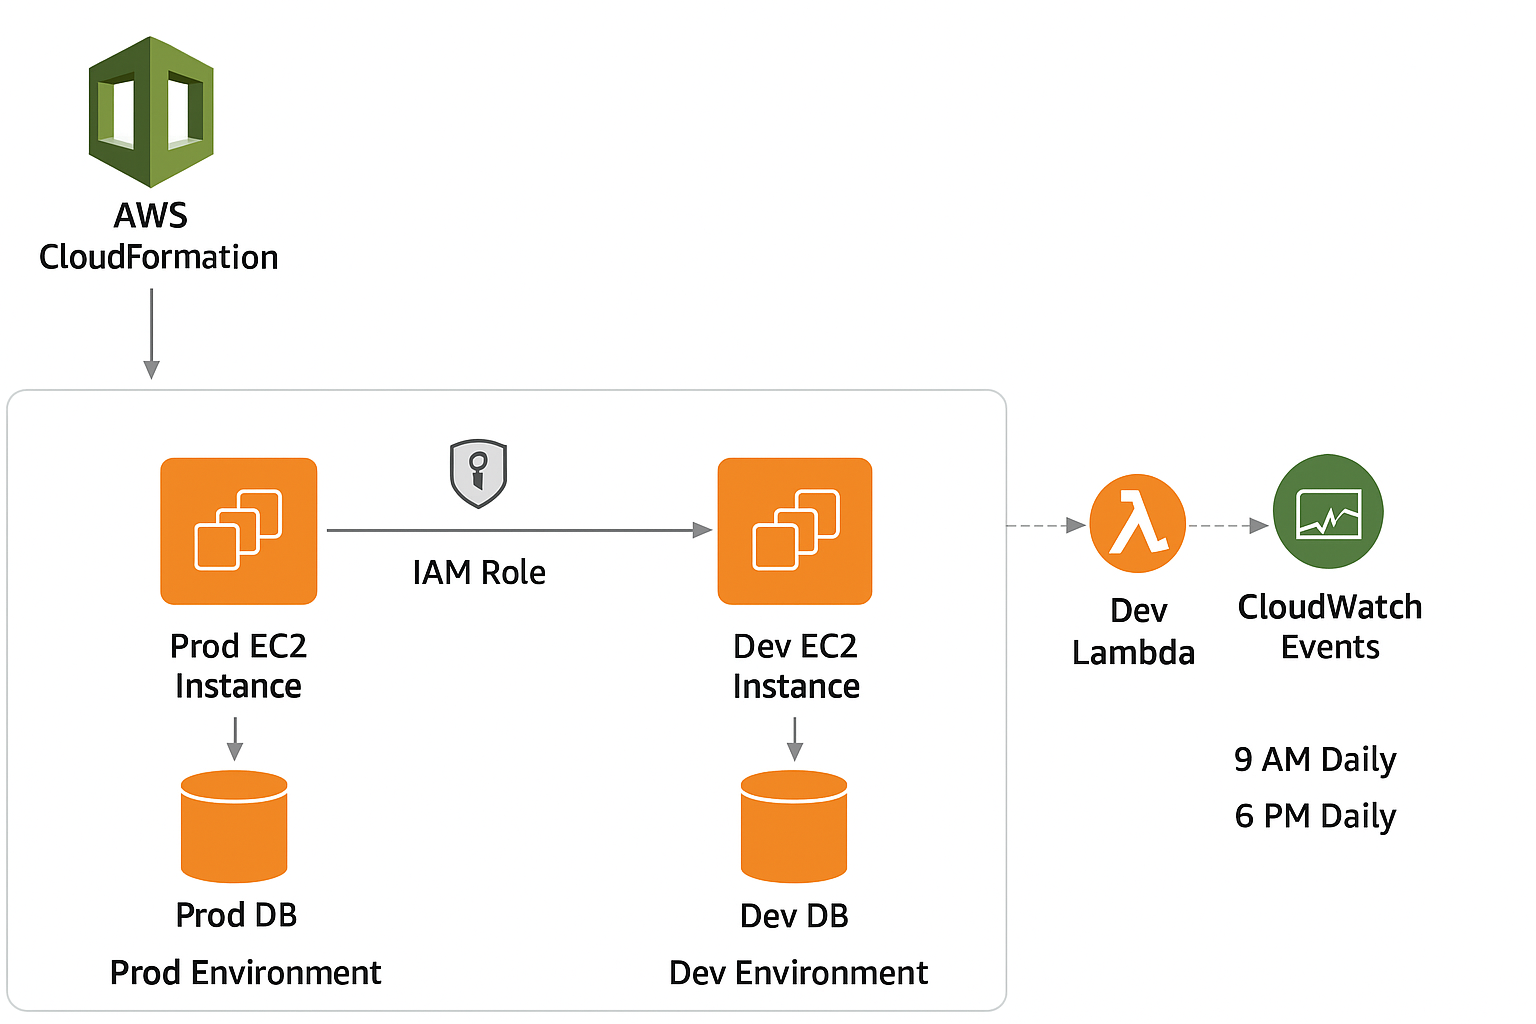 AWS
CloudFormation
IAM Role
Prod EC2
Instance
Dev EC2
Instance
Dev
Lambda
CloudWatch
Events
9 AM Daily
6 PM Daily
Prod DB
Dev DB
Prod Environment
Dev Environment